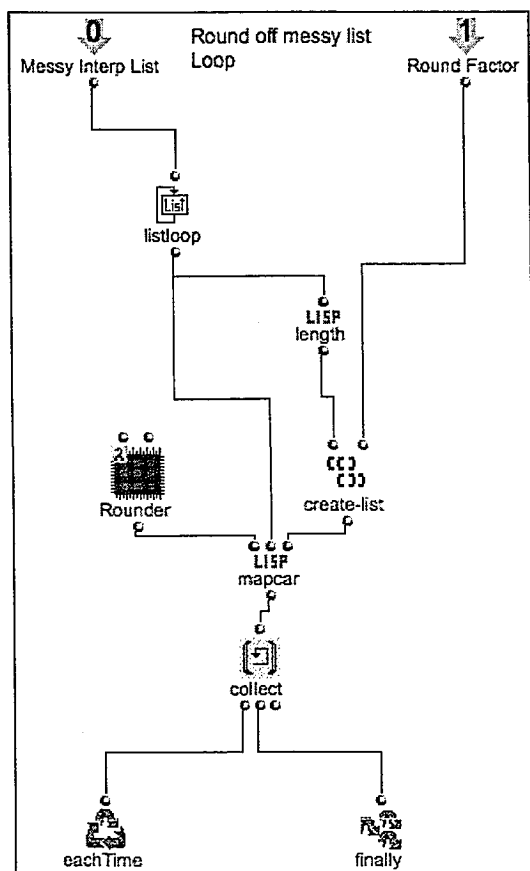 0
Round off messy list
Loop
1
Messy Interp List
Round Factor
List
listloop
LISP
length
2
Rounder
create-list
LISP
mapcar
collect
eachTime
finally